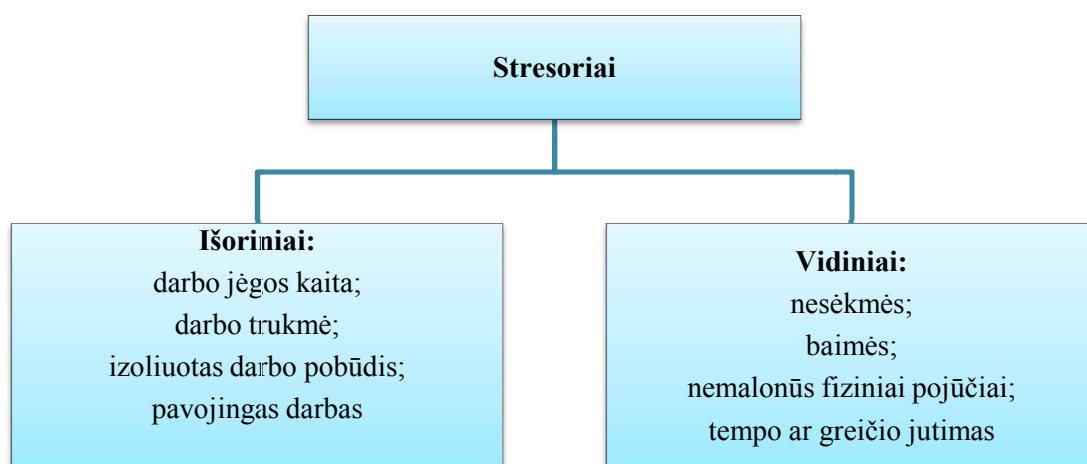 Stresoriai
Išoriniai:
darbo jėgos kaita;
darbo trukmė;
izoliuotas darbo pobūdis;
pavojingas darbas
Vidiniai:
nesėkmės;
baimės;
nemalonūs fiziniai pojūčiai;
tempo ar greičio jutimas